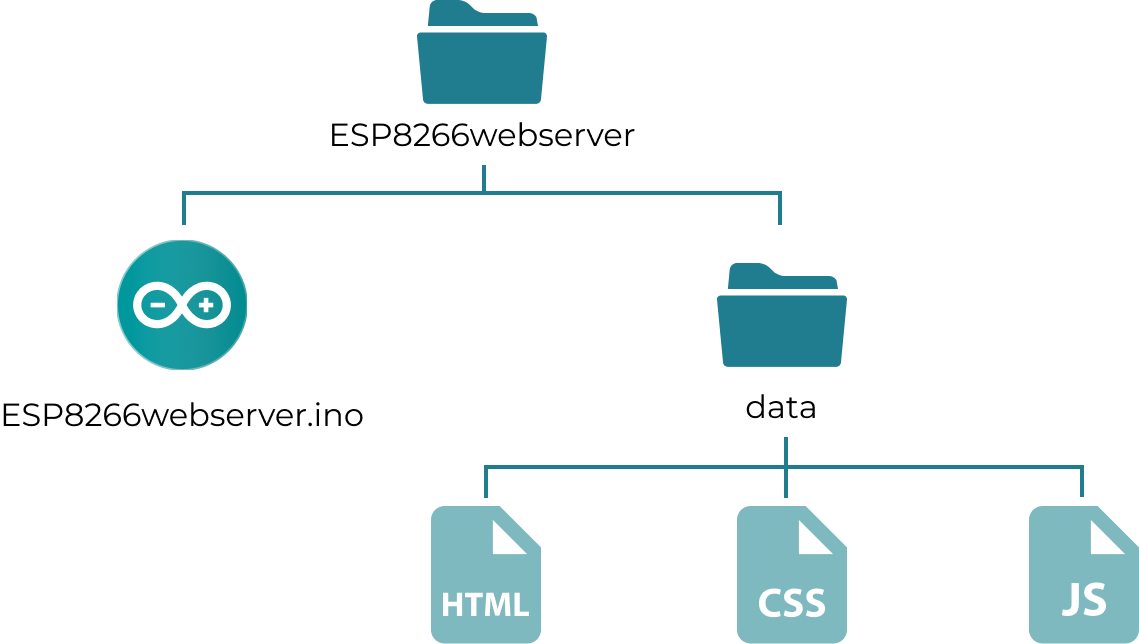 ESP8266webserver
ESP8266webserver.ino
data
HTML
CSS
JS